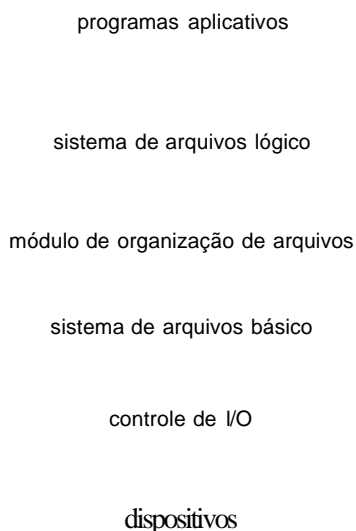 programas aplicativos
sistema de arquivos lógico
módulo de organização de arquivos
sistema de arquivos básico
controle de I/O
dispositivos